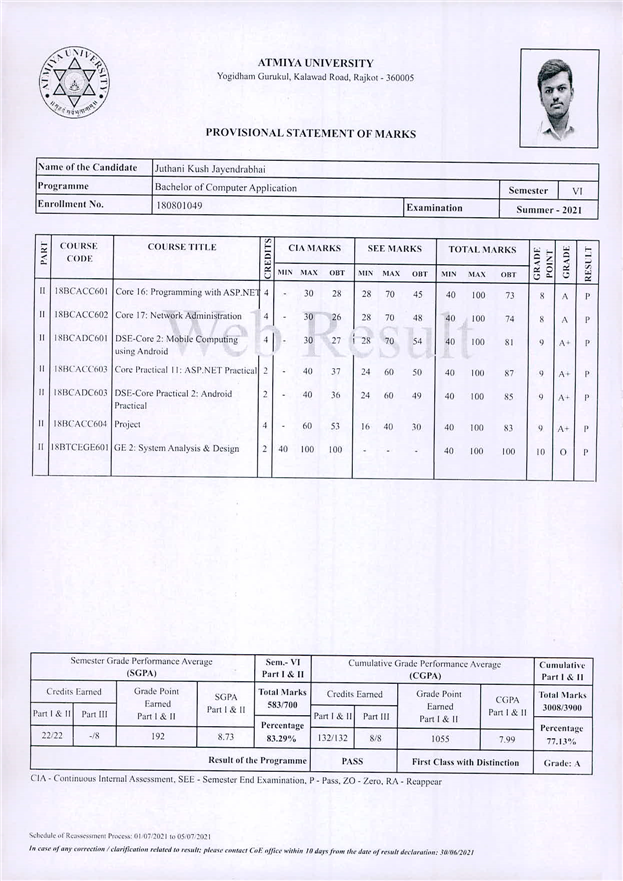 ATMIYA UNIVERSITY
ATMIYA UNIVERSITY
Yogidham Gurukul, Kalawad Road, Rajkot - 360005
PROVISIONAL STATEMENT OF MARKS
Name of the Candidate Juthani Kush Jayendrabhai
Programme Bachelor of Computer Application Semester VI
Enrollment No. 180801049 Examination Summer - 2021
PART COURSE CODE COURSE TITLE CREDITS CIA MARKS SEE MARKS TOTAL MARKS GRADE POINT GRADE RESULT
MIN MAX OBT MIN MAX OBT MIN MAX OBT
II 18BCACC601 Core 16: Programming with ASP.NET 4 - 30 28 28 70 45 40 100 73 8 A P
II 18BCACC602 Core 17: Network Administration 4 - 30 26 28 70 48 40 100 74 8 A P
II 18BCADC601 DSE-Core 2: Mobile Computing 4 - 30 27 28 70 54 40 100 81 9 A+ P
using Android
Web Result
II 18BCACC603 Core Practical 11: ASP.NET Practical 2 - 40 37 24 60 50 40 100 87 9 A+ P
II 18BCADC603 DSE-Core Practical 2: Android 2 - 40 36 24 60 49 40 100 85 9 A+ P
Practical
II 18BCACC604 Project 4 - 60 53 16 40 30 40 100 83 9 A+ P
II 18BTCEGE601 GE 2: System Analysis & Design 2 40 100 100 - - - 40 100 100 10 O P
Semester Grade Performance Average (SGPA) Sem.- VI Part I & II Cumulative Grade Performance Average (CGPA) Cumulative Part I & II
Credits Earned Grade Point Earned Part I & II SGPA Part I & II Total Marks 583/700 Credits Earned Grade Point Earned Part I & II CGPA Part I & II Total Marks 3008/3900
Part I & II Part III Part I & II Part III
22/22 -/8 192 8.73 Percentage 83.29% 132/132 8/8 1055 7.99 Percentage 77.13%
Result of the Programme PASS First Class with Distinction Grade: A
CIA - Continuous Internal Assessment, SEE - Semester End Examination, P - Pass, ZO - Zero, RA - Reappear
Schedule of Reassessment Process: 01/07/2021 to 05/07/2021
In case of any correction / clarification related to result; please contact CoE office within 10 days from the date of result declaration: 30/06/2021